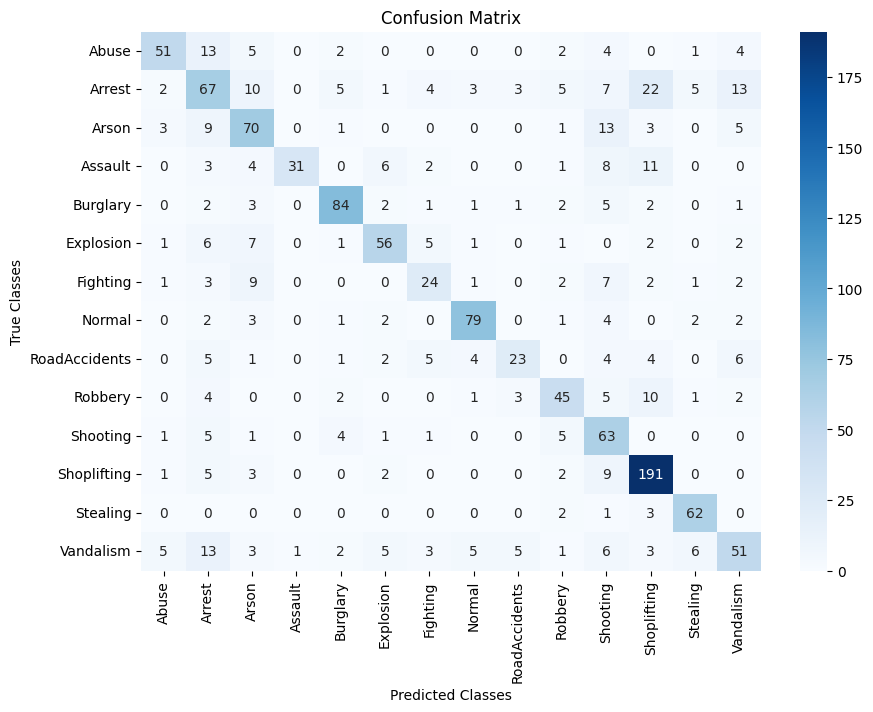 Confusion Matrix
True Classes
Abuse 51 13 5 0 2 0 0 0 0 2 4 0 1 4
Arrest 2 67 10 0 5 1 4 3 3 5 7 22 5 13
Arson 3 9 70 0 1 0 0 0 0 1 13 3 0 5
Assault 0 3 4 31 0 6 2 0 0 1 8 11 0 0
Burglary 0 2 3 0 84 2 1 1 1 2 5 2 0 1
Explosion 1 6 7 0 1 56 5 1 0 1 0 2 0 2
Fighting 1 3 9 0 0 0 24 1 0 2 7 2 1 2
Normal 0 2 3 0 1 2 0 79 0 1 4 0 2 2
RoadAccidents 0 5 1 0 1 2 5 4 23 0 4 4 0 6
Robbery 0 4 0 0 2 0 0 1 3 45 5 10 1 2
Shooting 1 5 1 0 4 1 1 0 0 5 63 0 0 0
Shoplifting 1 5 3 0 0 2 0 0 0 2 9 191 0 0
Stealing 0 0 0 0 0 0 0 0 0 2 1 3 62 0
Vandalism 5 13 3 1 2 5 3 5 5 1 6 3 6 51
Abuse
Arrest
Arson
Assault
Burglary
Explosion
Fighting
Normal
RoadAccidents
Robbery
Shooting
Shoplifting
Stealing
Vandalism
Predicted Classes
175
150
125
100
75
50
25
0